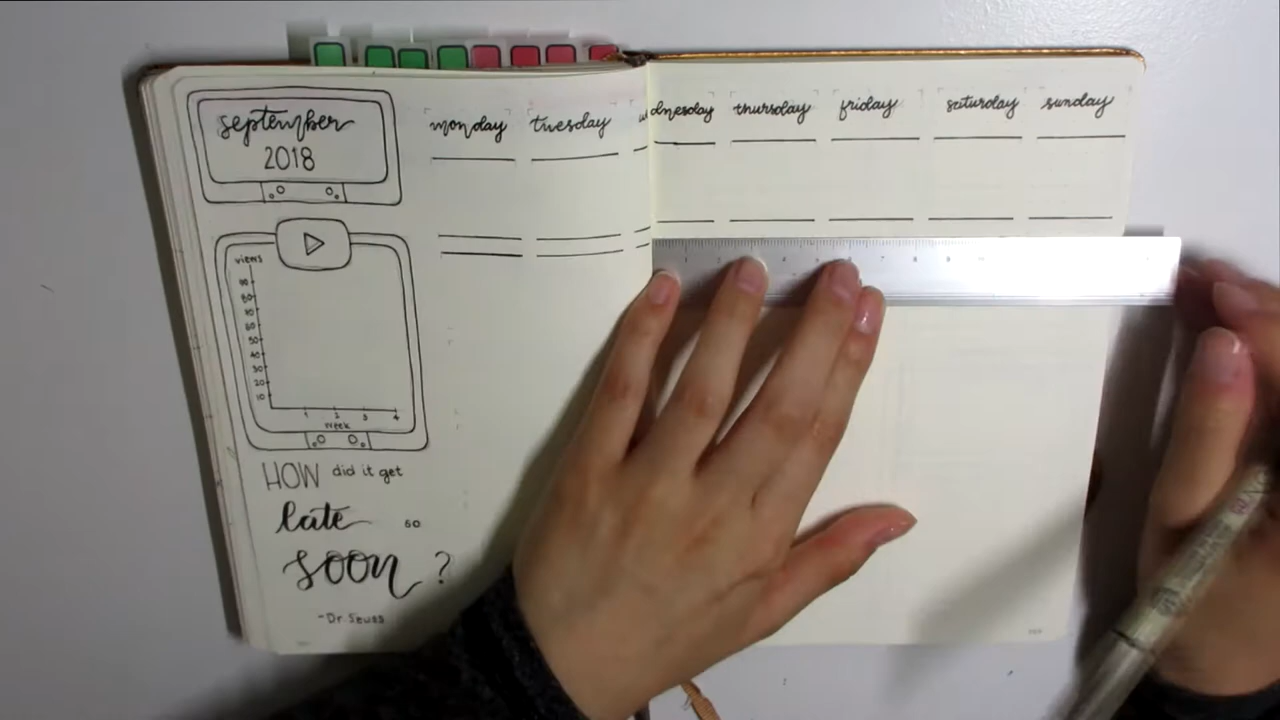 september
2018
monday tuesday wednesday thursday friday saturday sunday
views
90
80
70
60
50
40
30
20
10
1 2 3 4
Week
HOW did it get
late so
soon ?
-Dr. Seuss